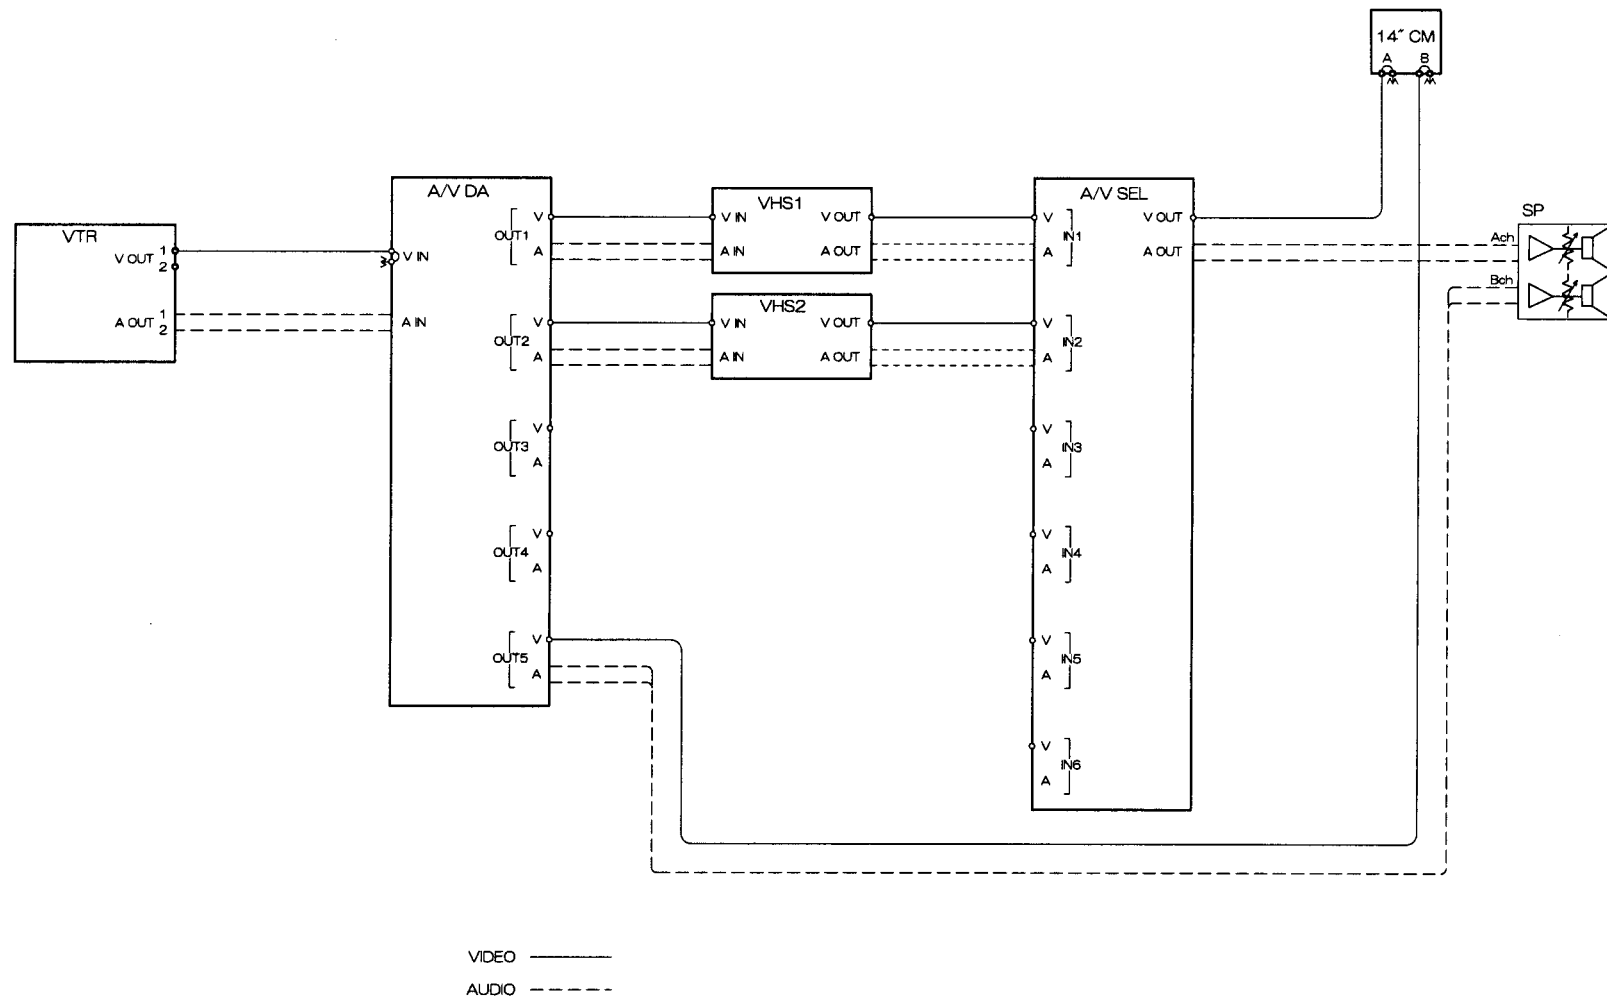 14" CM
A B
A/V DA
A/V SEL
VHS1
SP
VTR
V OUT 1
2
A OUT 1
2
V IN
A IN
OUT1 V
A
OUT2 V
A
OUT3 V
A
OUT4 V
A
OUT5 V
A
V IN V OUT
A IN A OUT
VHS2
V IN V OUT
A IN A OUT
V IN1
A
V IN2
A
V IN3
A
V IN4
A
V IN5
A
V IN6
A
V OUT
A OUT
Ach
Bch
VIDEO
AUDIO